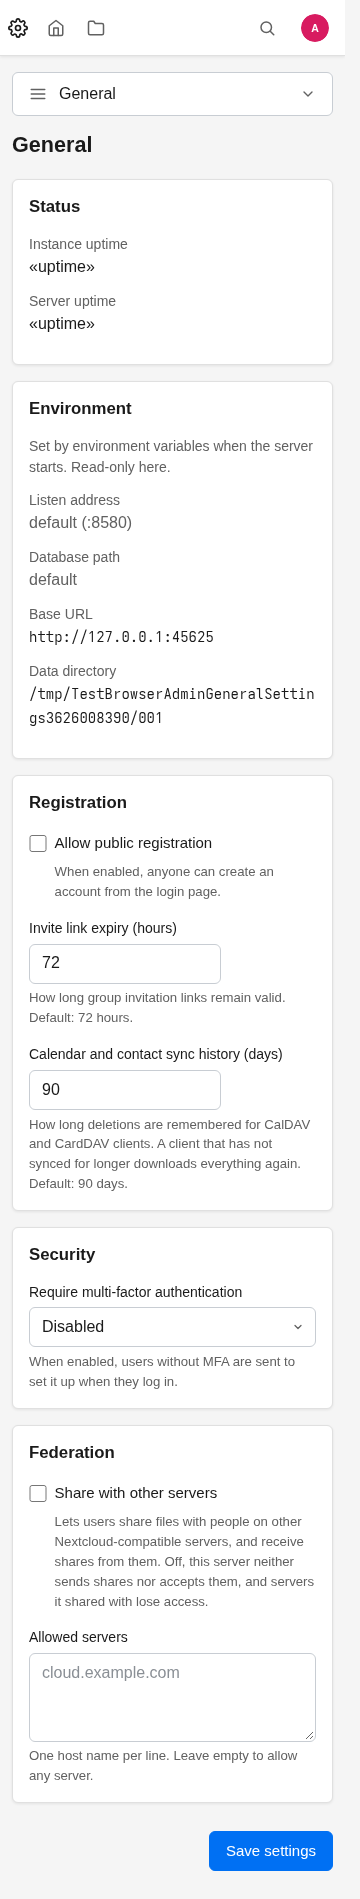 A
General
General
Status
Instance uptime
«uptime»
Server uptime
«uptime»
Environment
Set by environment variables when the server
starts. Read-only here.
Listen address
default (:8580)
Database path
default
Base URL
http://127.0.0.1:45625
Data directory
/tmp/TestBrowserAdminGeneralSettin
gs3626008390/001
Registration
Allow public registration
When enabled, anyone can create an
account from the login page.
Invite link expiry (hours)
72
How long group invitation links remain valid.
Default: 72 hours.
Calendar and contact sync history (days)
90
How long deletions are remembered for CalDAV
and CardDAV clients. A client that has not
synced for longer downloads everything again.
Default: 90 days.
Security
Require multi-factor authentication
Disabled
When enabled, users without MFA are sent to
set it up when they log in.
Federation
Share with other servers
Lets users share files with people on other
Nextcloud-compatible servers, and receive
shares from them. Off, this server neither
sends shares nor accepts them, and servers
it shared with lose access.
Allowed servers
cloud.example.com
One host name per line. Leave empty to allow
any server.
Save settings